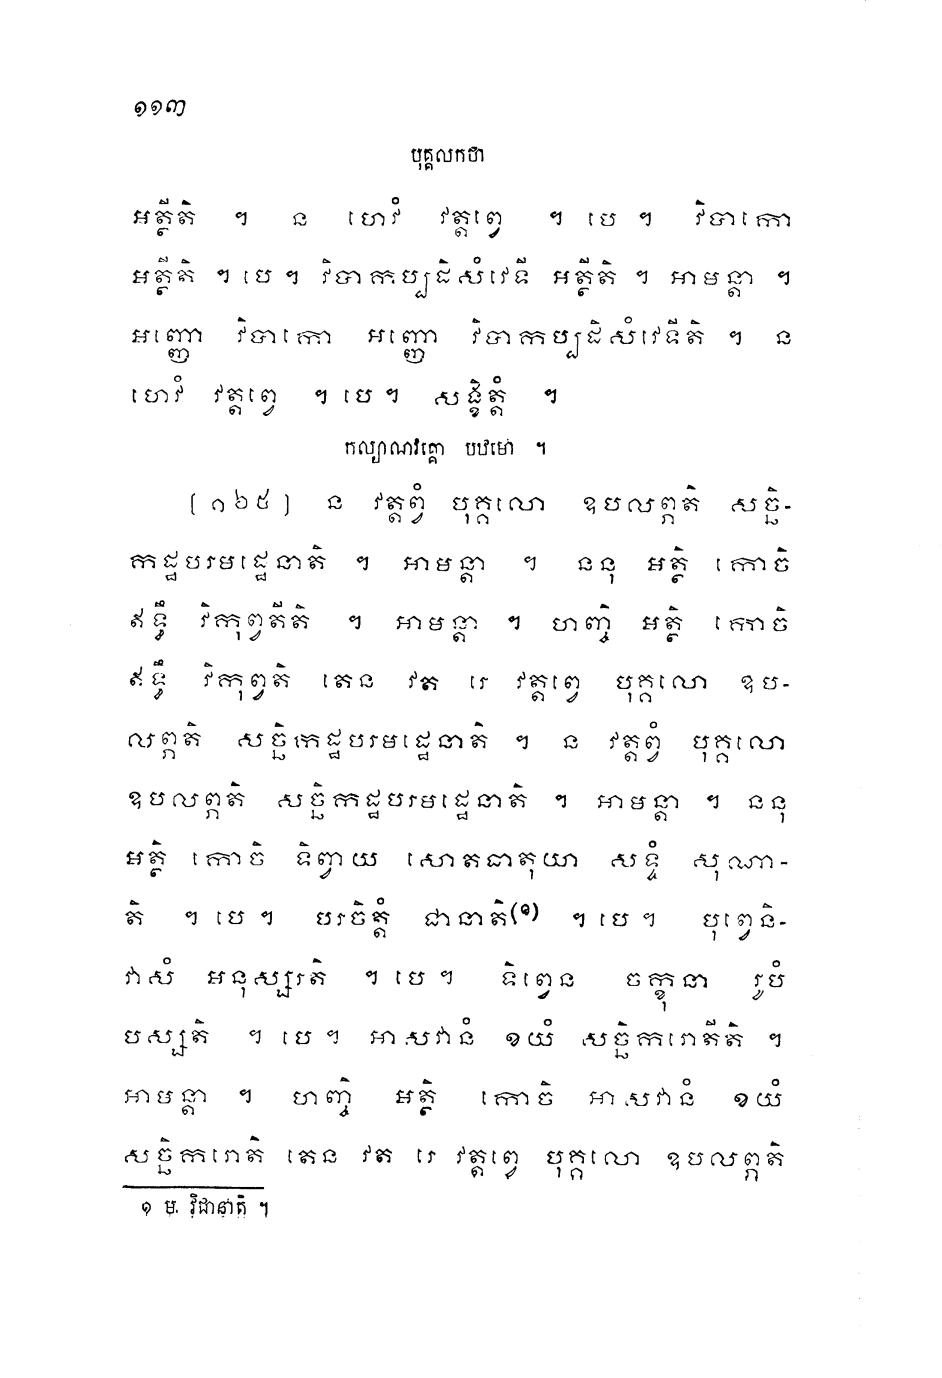 ១១៣
បុគ្គលកថា
អត្ថីតិ ។ ន ហេវំ វត្តព្វេ ។ បេ ។ វិបាកោ
អត្ថីតិ ។ បេ ។ វិបាកប្បដិសំវេទី អត្ថីតិ ។ អាមន្តា ។
អញ្ញោ វិបាកោ អញ្ញោ វិបាកប្បដិសំវេទីតិ ។ ន
ហេវំ វត្តព្វេ ។ បេ ។ សង្ខិត្តំ ។
កល្យាណវគ្គោ បឋមោ ។
[១៦៥] ន វត្តព្វំ បុគ្គលោ ឧបលព្ភតិ សច្ឆិ-
កដ្ឋបរមដ្ឋេនាតិ ។ អាមន្តា ។ ននុ អត្ថិ កោចិ
ឥទ្ធឹ វិកុព្វតីតិ ។ អាមន្តា ។ ហញ្ចិ អត្ថិ កោចិ
ឥទ្ធឹ វិកុព្វតិ តេន វត រេ វត្តព្វេ បុគ្គលោ ឧប-
លព្ភតិ សច្ឆិកដ្ឋបរមដ្ឋេនាតិ ។ ន វត្តព្វំ បុគ្គលោ
ឧបលព្ភតិ សច្ឆិកដ្ឋបរមដ្ឋេនាតិ ។ អាមន្តា ។ ននុ
អត្ថិ កោចិ ទិព្វាយ សោតធាតុយា សទ្ទំ សុណា-
តិ ។ បេ ។ បរចិត្តំ ជានាតិ(១) ។ បេ ។ បុព្វេនិ-
វាសំ អនុស្សរតិ ។ បេ ។ ទិព្វេន ចក្ខុនា រូបំ
បស្សតិ ។ បេ ។ អាសវានំ ខយំ សច្ឆិករោតីតិ ។
អាមន្តា ។ ហញ្ចិ អត្ថិ កោចិ អាសវានំ ខយំ
សច្ឆិករោតិ តេន វត រេ វត្តព្វេ បុគ្គលោ ឧបលព្ភតិ
១ ម. វិជានាតិ ។